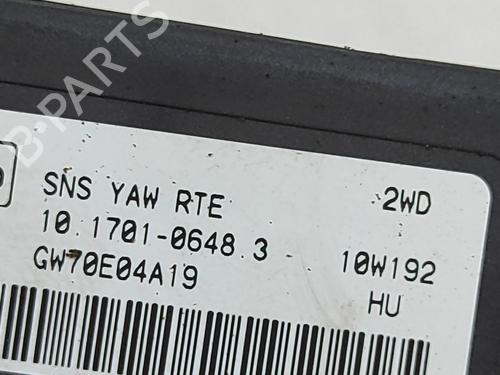 B-PARTS
SNS YAW RTE 2WD
10.1701-0648.3 10W192
GW70E04A19 HU